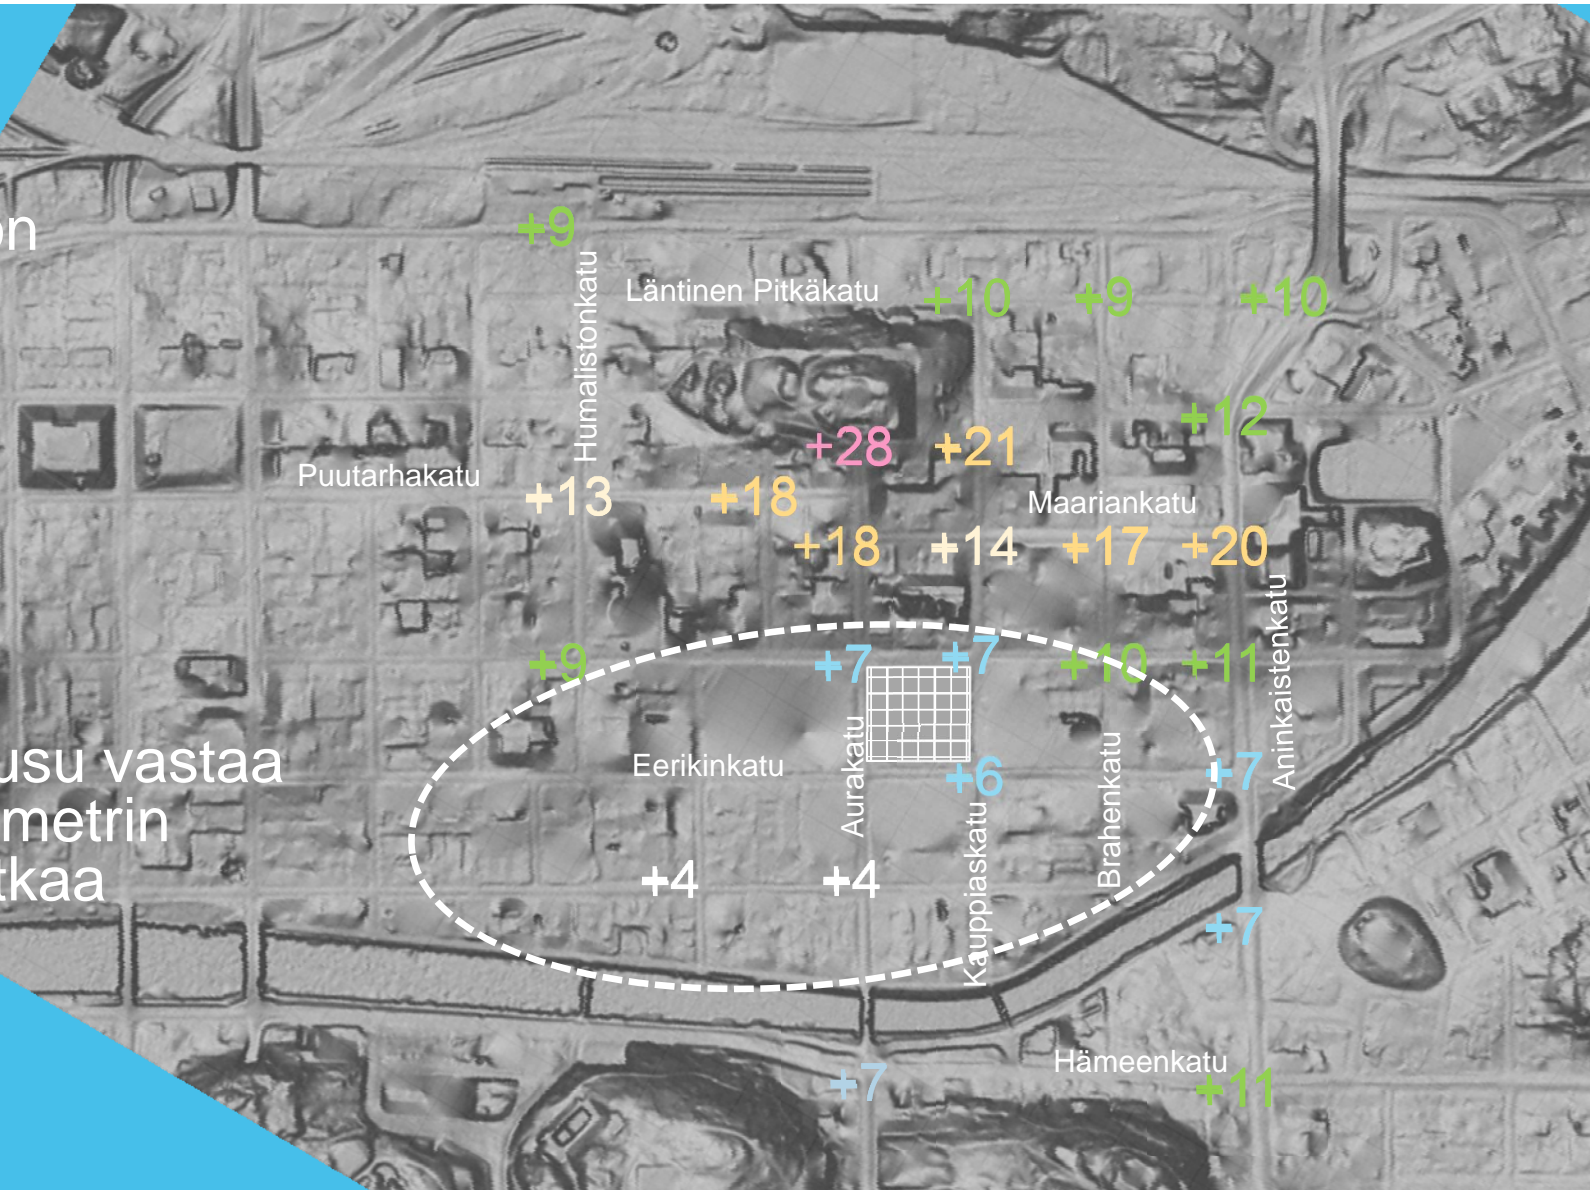 on
+9
Humalistonkatu
Läntinen Pitkäkatu
+10
+9
+10
+12
+28
+21
Puutarhakatu
+13
+18
Maariankatu
+18
+14
+17
+20
Aninkaistenkatu
+9
+7
+7
+10
+11
usu vastaa
metrin
tkaa
Eerikinkatu
Aurakatu
+6
Kauppiaskatu
Brahenkatu
+7
+4
+4
+7
Hämeenkatu
+7
+11